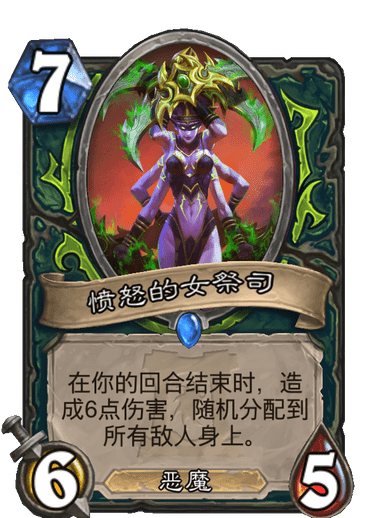 7
愤怒的女祭司
在你的回合结束时，造
成6点伤害，随机分配到
所有敌人身上。
6
恶魔
5